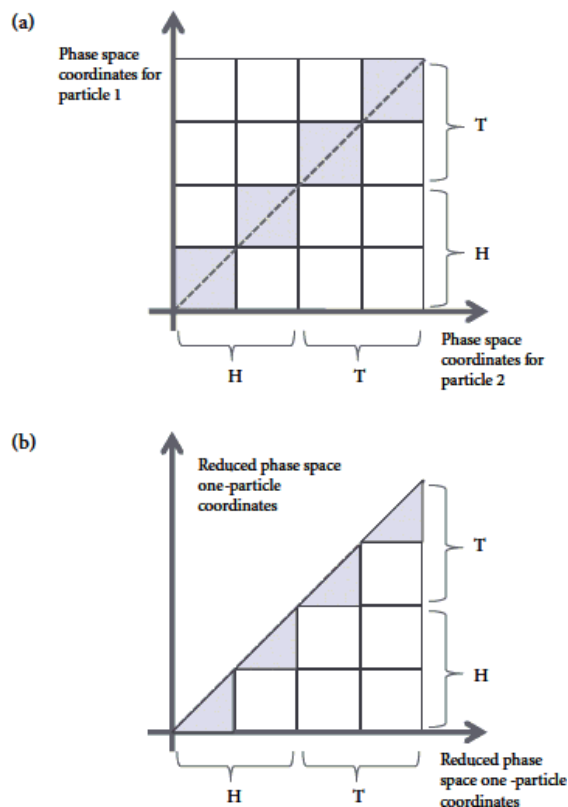 (a)
Phase space
coordinates for
particle 1
T
H
H
T
Phase space
coordinates for
particle 2
(b)
Reduced phase space
one-particle
coordinates
T
H
H
T
Reduced phase
space one -particle
coordinates